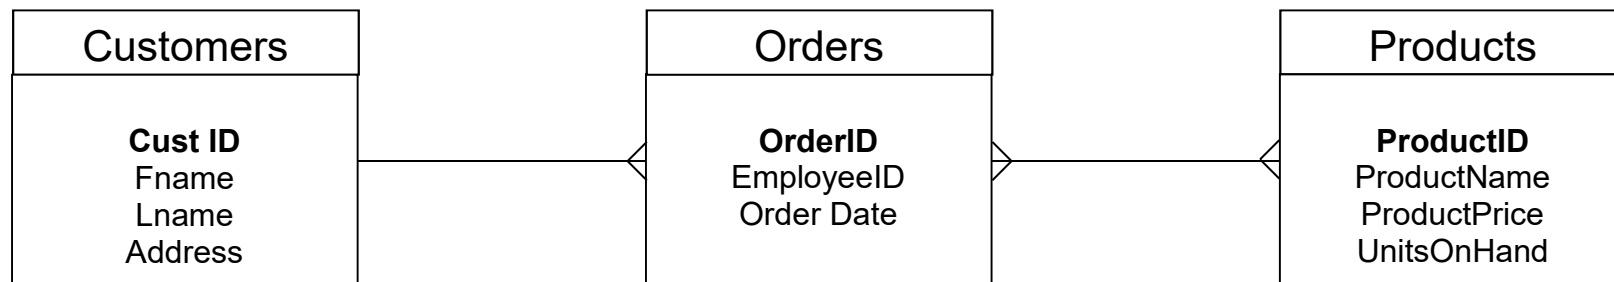 Customers
Cust ID
Fname
Lname
Address
Orders
OrderID
EmployeeID
Order Date
Products
ProductID
ProductName
ProductPrice
UnitsOnHand